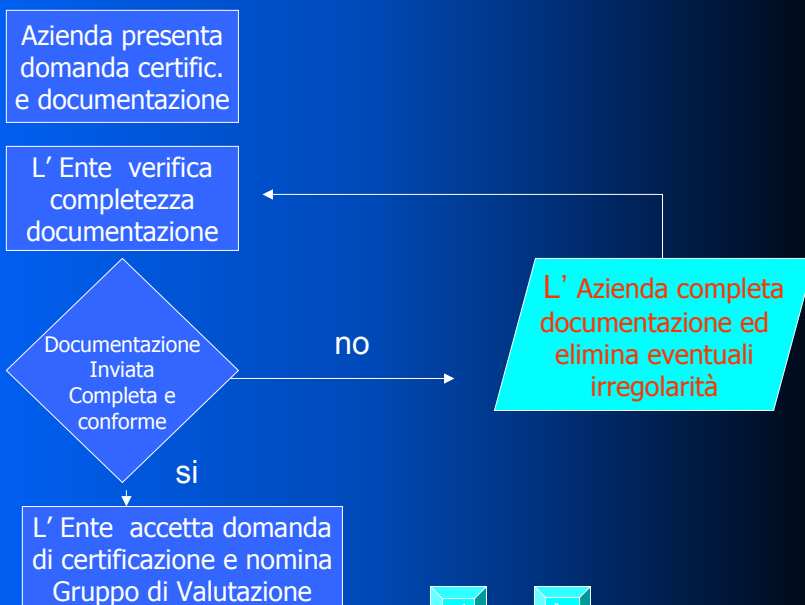 Azienda presenta
domanda certific.
e documentazione
L' Ente verifica
completezza
documentazione
Documentazione
Inviata
Completa e
conforme
no
L' Azienda completa
documentazione ed
elimina eventuali
irregolarità
si
L' Ente accetta domanda
di certificazione e nomina
Gruppo di Valutazione